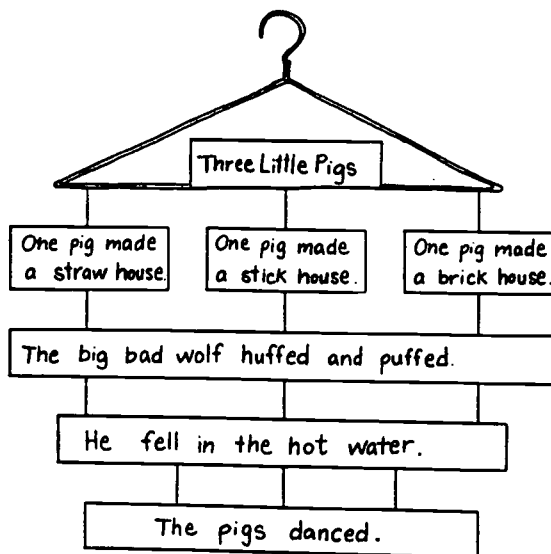 Three Little Pigs
One pig made
a straw house.
One pig made
a stick house.
One pig made
a brick house.
The big bad wolf huffed and puffed.
He fell in the hot water.
The pigs danced.